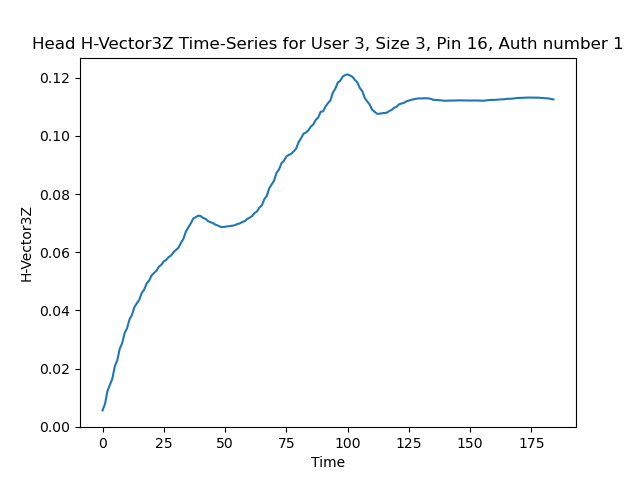 Head H-Vector3Z Time-Series for User 3, Size 3, Pin 16, Auth number 1
0.12
0.10
0.08
0.06
0.04
0.02
0.00
H-Vector3Z
0 25 50 75 100 125 150 175
Time